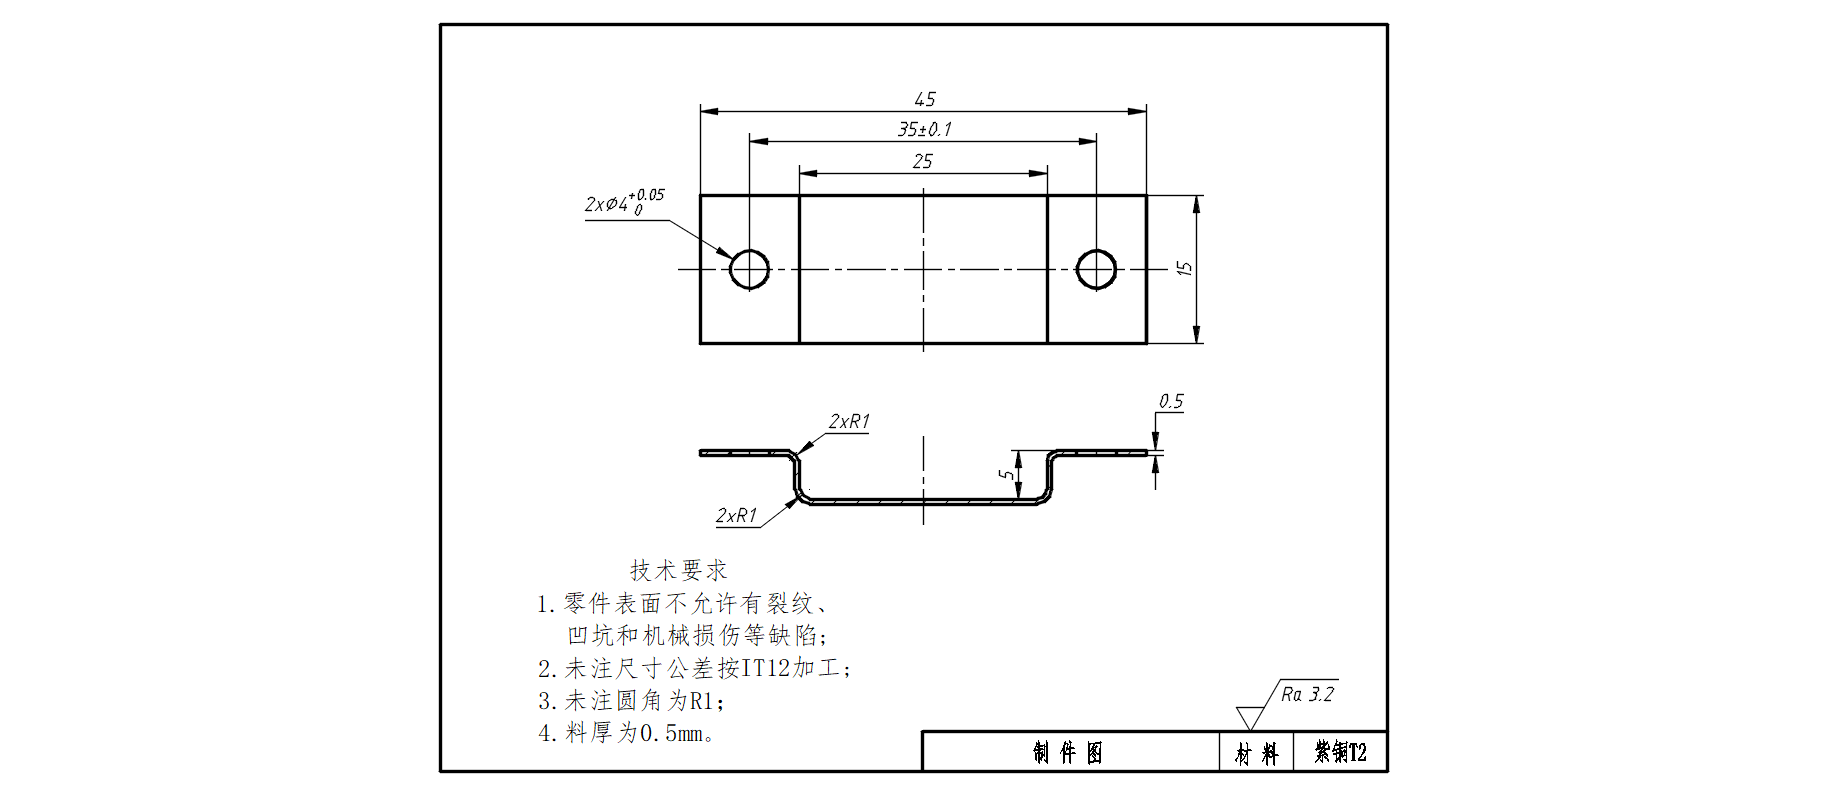 45
35±0.1
25
2xφ4 +0.05 0
15
0.5
2xR1
5
2xR1
技术要求
1.零件表面不允许有裂纹、
凹坑和机械损伤等缺陷;
2.未注尺寸公差按IT12加工;
3.未注圆角为R1;
4.料厚为0.5mm。
Ra 3.2
制件图 材料 紫铜T2